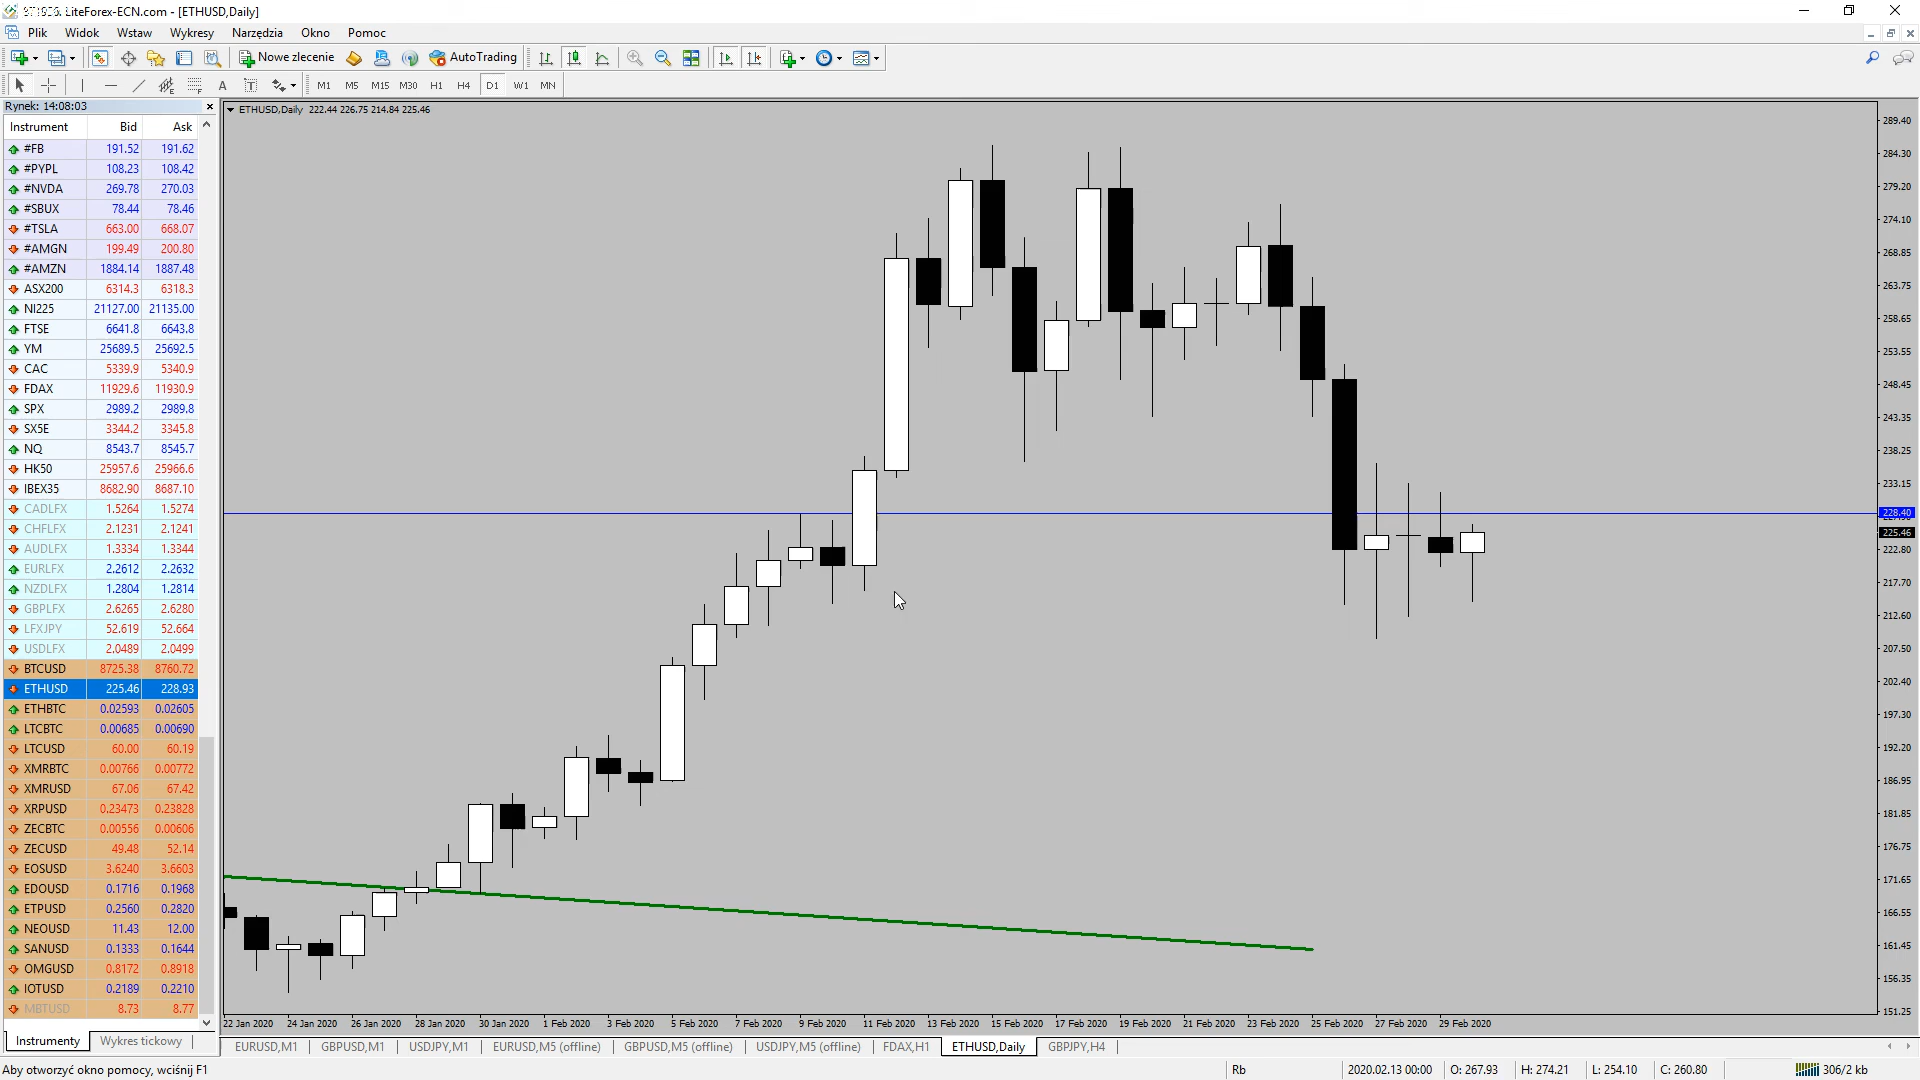 LiteForex-ECN.com - [ETHUSD,Daily]
Plik Widok Wstaw Wykresy Narzędzia Okno Pomoc
Nowe zlecenie AutoTrading
M1 M5 M15 M30 H1 H4 D1 W1 MN
Rynek: 14:08:03
Instrument Bid Ask
#FB 191.52 191.62
#PYPL 108.23 108.42
#NVDA 269.78 270.03
#SBUX 78.44 78.46
#TSLA 663.00 668.07
#AMGN 199.49 200.80
#AMZN 1884.14 1887.48
ASX200 6314.3 6318.3
NI225 21127.00 21135.00
FTSE 6641.8 6643.8
YM 25689.5 25692.5
CAC 5339.9 5340.9
FDAX 11929.6 11930.9
SPX 2989.2 2989.8
SX5E 3344.2 3345.8
NQ 8543.7 8545.7
HK50 25957.6 25966.6
IBEX35 8682.90 8687.10
CADLFX 1.5264 1.5274
CHFLFX 2.1231 2.1241
AUDLFX 1.3334 1.3344
EURLFX 2.2612 2.2632
NZDLFX 1.2804 1.2814
GBPLFX 2.6265 2.6280
LFXJPY 52.619 52.664
USDLFX 2.0489 2.0499
BTCUSD 8725.38 8760.72
ETHUSD 225.46 228.93
ETHBTC 0.02593 0.02605
LTCBTC 0.00685 0.00690
LTCUSD 60.00 60.19
XMRBTC 0.00766 0.00772
XMRUSD 67.06 67.42
XRPUSD 0.23473 0.23828
ZECBTC 0.00556 0.00606
ZECUSD 49.48 52.14
EOSUSD 3.6240 3.6603
EDOUSD 0.1716 0.1968
ETPUSD 0.2560 0.2820
NEOUSD 11.43 12.00
SANUSD 0.1333 0.1644
OMGUSD 0.8172 0.8918
IOTUSD 0.2189 0.2210
MBTUSD 8.73 8.77
Instrumenty Wykres tickowy
ETHUSD,Daily 222.44 226.75 214.84 225.46
289.40
284.30
279.20
274.10
268.85
263.75
258.65
253.55
248.45
243.35
238.25
233.15
228.40
225.46
222.80
217.70
212.60
207.50
202.40
197.30
192.20
186.95
181.85
176.75
171.65
166.55
161.45
156.35
151.25
22 Jan 2020 24 Jan 2020 26 Jan 2020 28 Jan 2020 30 Jan 2020 1 Feb 2020 3 Feb 2020 5 Feb 2020 7 Feb 2020 9 Feb 2020 11 Feb 2020 13 Feb 2020 15 Feb 2020 17 Feb 2020 19 Feb 2020 21 Feb 2020 23 Feb 2020 25 Feb 2020 27 Feb 2020 29 Feb 2020
EURUSD,M1 GBPUSD,M1 USDJPY,M1 EURUSD,M5 (offline) GBPUSD,M5 (offline) USDJPY,M5 (offline) FDAX,H1 ETHUSD,Daily GBPJPY,H4
Aby otworzyć okno pomocy, wciśnij F1 Rb 2020.02.13 00:00 O: 267.93 H: 274.21 L: 254.10 C: 260.80 306/2 kb